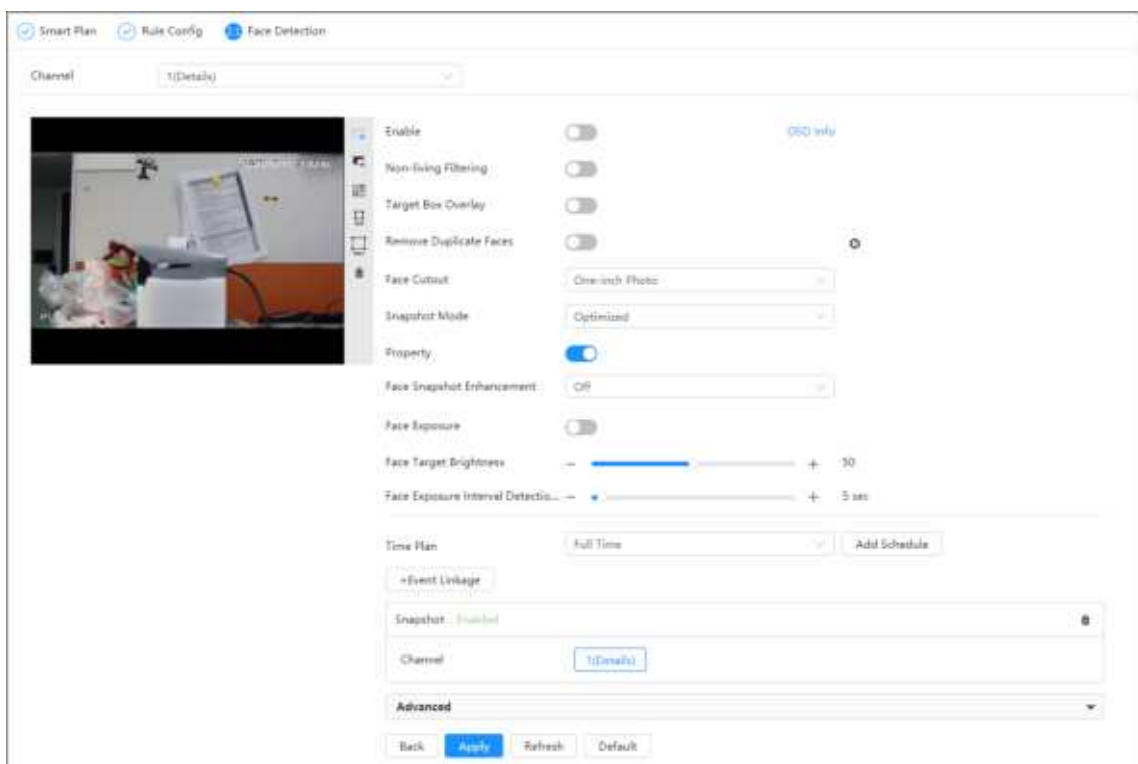 Smart Plan Rule Config Face Detection
Channel 1(Details)
Enable OSD Info
Non-living Filtering
Target Box Overlay
Remove Duplicate Faces
Face Cutout One-inch Photo
Snapshot Mode Optimized
Property
Face Snapshot Enhancement Off
Face Exposure
Face Target Brightness − + 50
Face Exposure Interval Detectio... − + 5 sec
Time Plan Full Time Add Schedule
+Event Linkage
Snapshot Enabled
Channel 1(Details)
Advanced
Back Apply Refresh Default